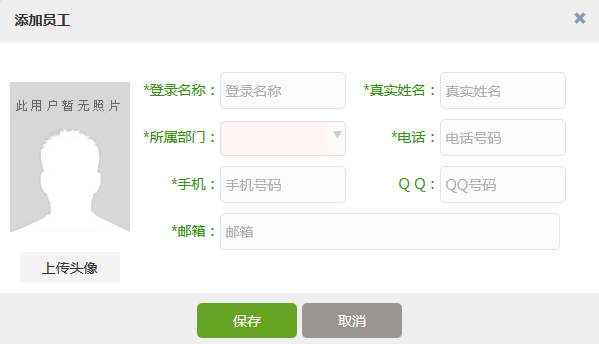 添加员工
此用户暂无照片
上传头像
*登录名称： 登录名称 *真实姓名： 真实姓名
*所属部门： *电话： 电话号码
*手机： 手机号码 Q Q： QQ号码
*邮箱： 邮箱
保存 取消